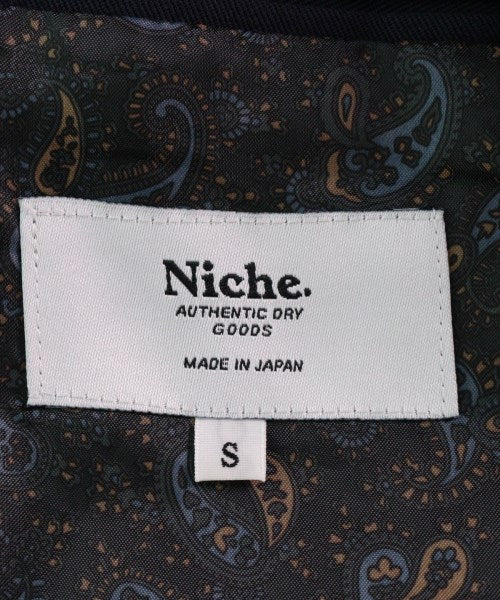 Niche.
AUTHENTIC DRY
GOODS
MADE IN JAPAN
S